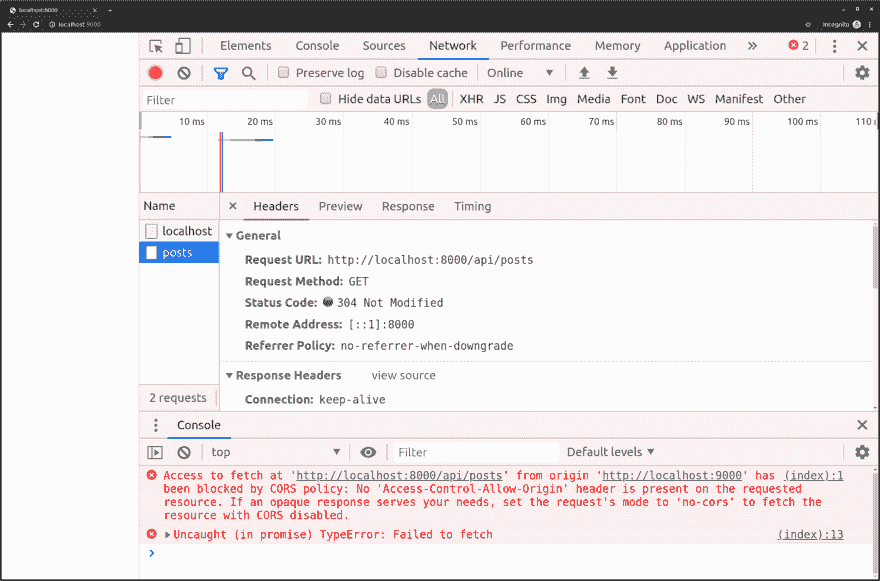 localhost:9000
localhost:9000
Incognito
Elements Console Sources Network Performance Memory Application » 2
Preserve log Disable cache Online
Filter Hide data URLs All XHR JS CSS Img Media Font Doc WS Manifest Other
10 ms 20 ms 30 ms 40 ms 50 ms 60 ms 70 ms 80 ms 90 ms 100 ms 110
Name Headers Preview Response Timing
localhost
posts
General
Request URL: http://localhost:8000/api/posts
Request Method: GET
Status Code: 304 Not Modified
Remote Address: [::1]:8000
Referrer Policy: no-referrer-when-downgrade
Response Headers view source
Connection: keep-alive
2 requests
Console
top Filter Default levels
Access to fetch at 'http://localhost:8000/api/posts' from origin 'http://localhost:9000' has (index):1
been blocked by CORS policy: No 'Access-Control-Allow-Origin' header is present on the requested
resource. If an opaque response serves your needs, set the request's mode to 'no-cors' to fetch the
resource with CORS disabled.
Uncaught (in promise) TypeError: Failed to fetch (index):13